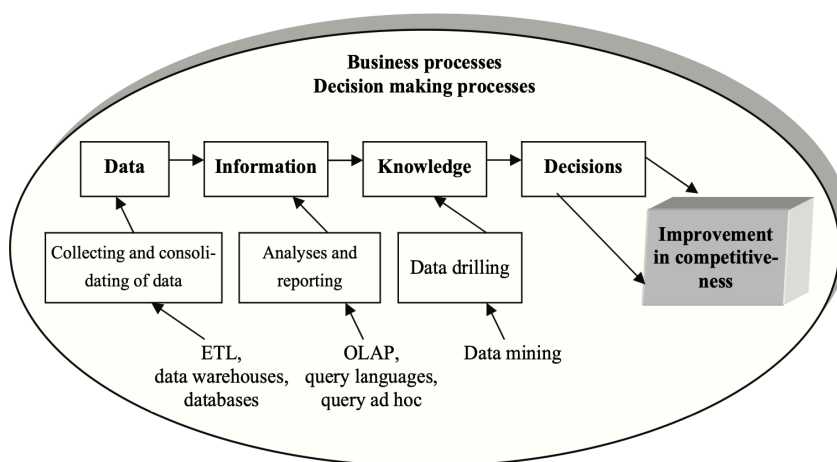 Business processes
Decision making processes
Data
Information
Knowledge
Decisions
Collecting and consoli-
dating of data
Analyses and
reporting
Data drilling
Improvement
in competitive-
ness
ETL,
data warehouses,
databases
OLAP,
query languages,
query ad hoc
Data mining